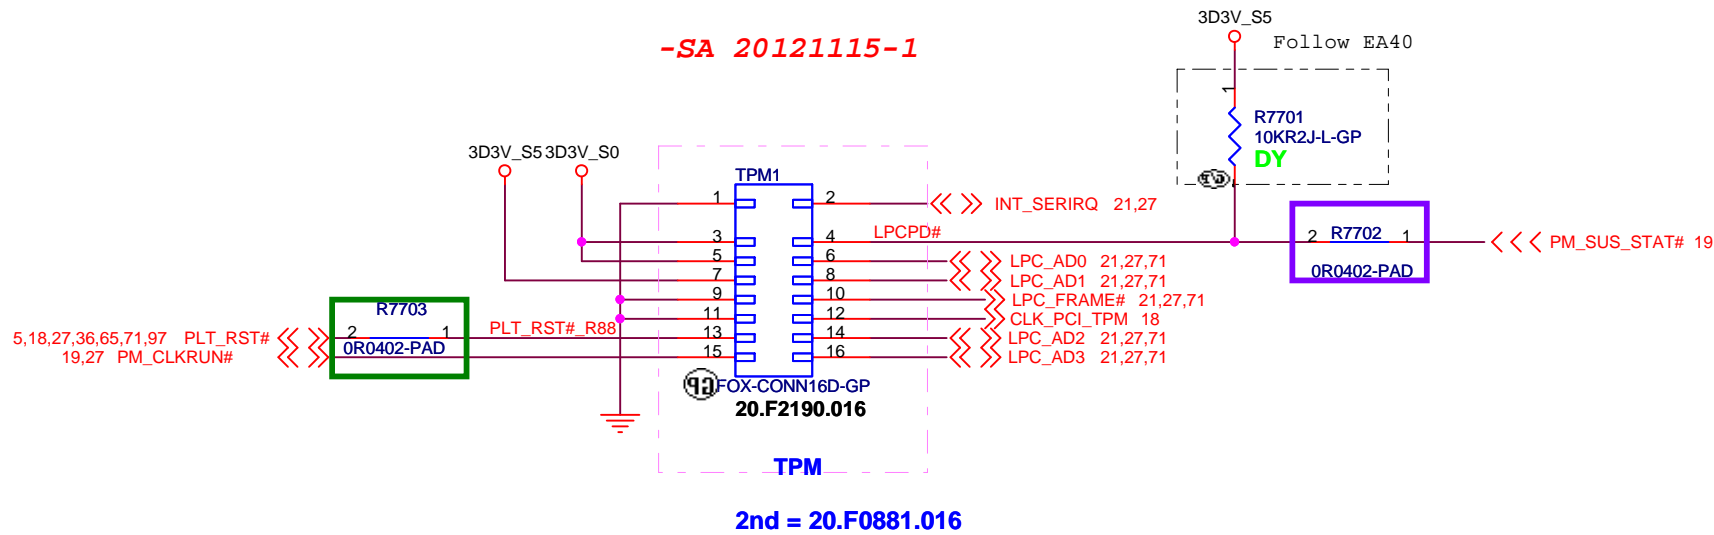 3D3V_S5
-SA 20121115-1
Follow EA40
1
R7701
10KR2J-L-GP
DY
3D3V_S5 3D3V_S0
TPM1
1 2 INT_SERIRQ 21,27
3 4 LPCPD# 2 R7702 1 PM_SUS_STAT# 19
0R0402-PAD
5 6 LPC_AD0 21,27,71
7 8 LPC_AD1 21,27,71
9 10 LPC_FRAME# 21,27,71
R7703
11 12 CLK_PCI_TPM 18
5,18,27,36,65,71,97 PLT_RST# 2 1 PLT_RST#_R88 13 14 LPC_AD2 21,27,71
0R0402-PAD
19,27 PM_CLKRUN# 15 16 LPC_AD3 21,27,71
FOX-CONN16D-GP
20.F2190.016
TPM
2nd = 20.F0881.016